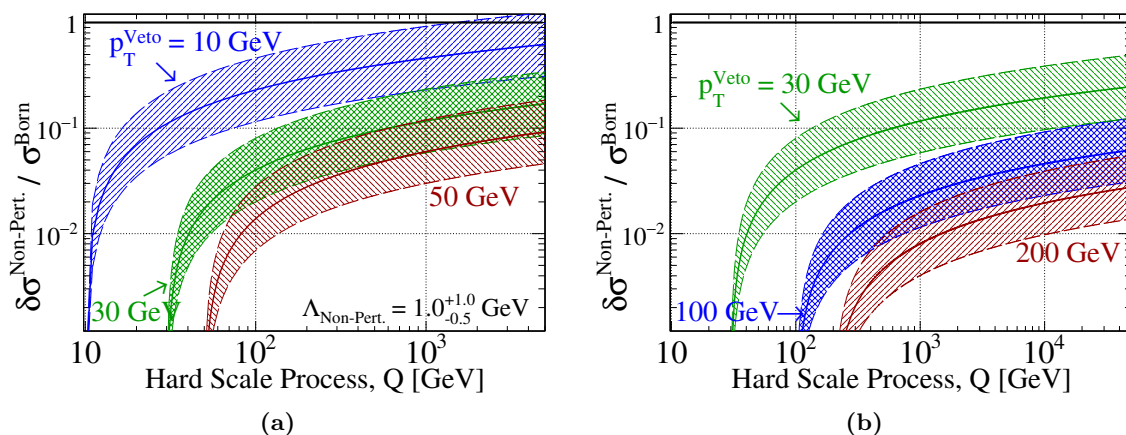 δσ^Non-Pert. / σ^Born
1
10^-1
10^-2
p_T^Veto = 10 GeV
50 GeV
30 GeV
Λ_Non-Pert. = 1.0^+1.0_-0.5 GeV
10 10^2 10^3
Hard Scale Process, Q [GeV]
(a)
δσ^Non-Pert. / σ^Born
1
10^-1
10^-2
p_T^Veto = 30 GeV
200 GeV
100 GeV
10 10^2 10^3 10^4
Hard Scale Process, Q [GeV]
(b)